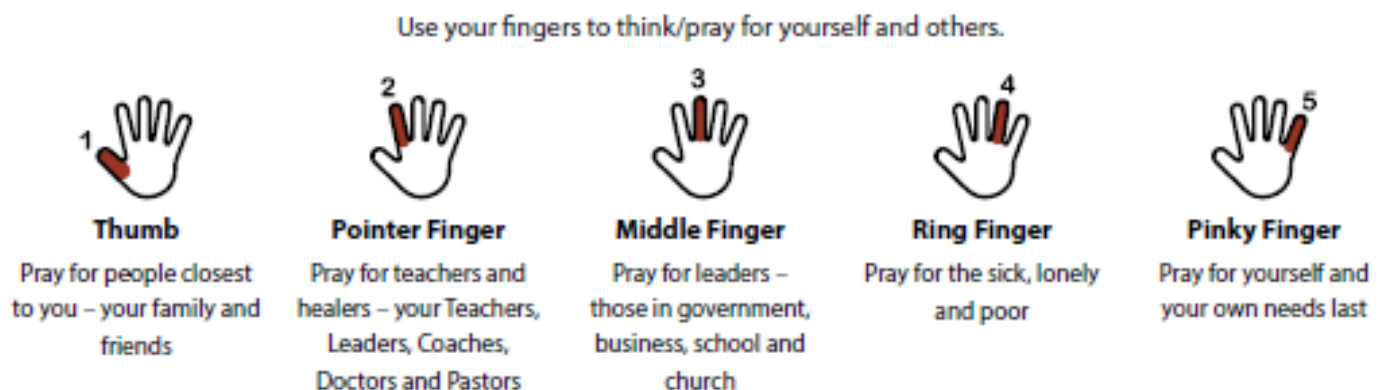 Use your fingers to think/pray for yourself and others.
1
2
3
4
5
Thumb
Pray for people closest
to you – your family and
friends
Pointer Finger
Pray for teachers and
healers – your Teachers,
Leaders, Coaches,
Doctors and Pastors
Middle Finger
Pray for leaders –
those in government,
business, school and
church
Ring Finger
Pray for the sick, lonely
and poor
Pinky Finger
Pray for yourself and
your own needs last